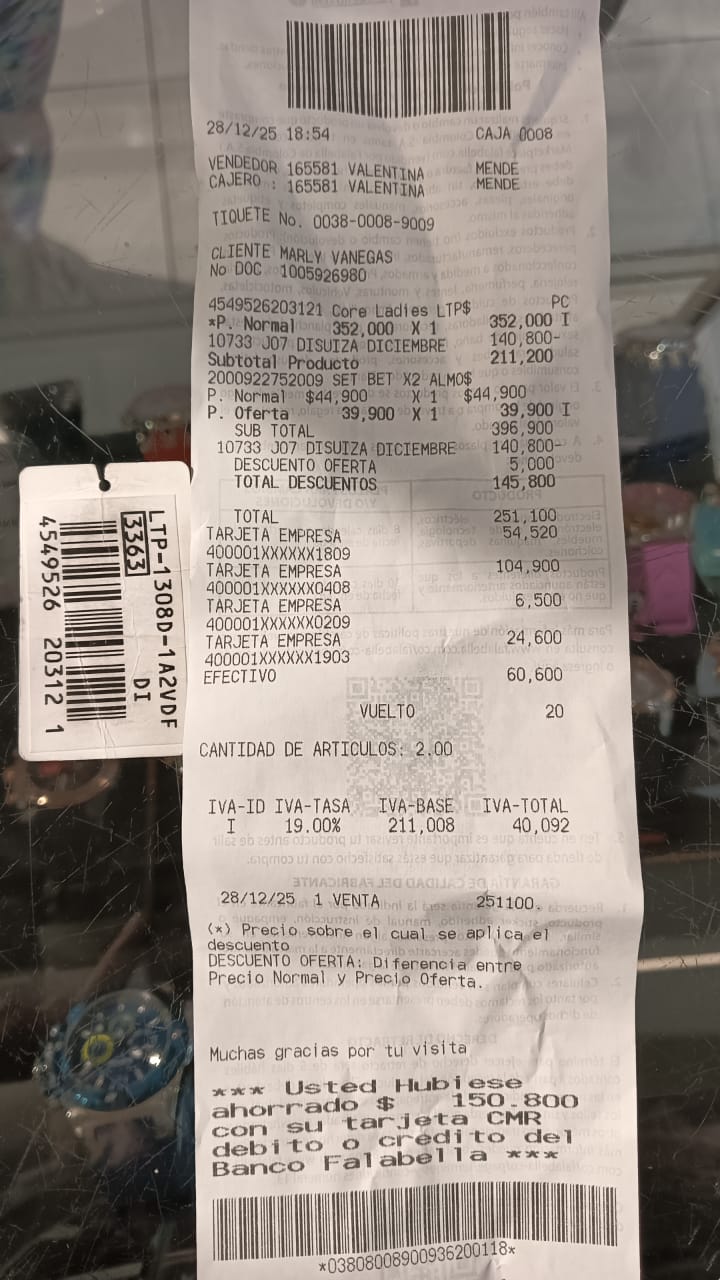 28/12/25 18:54 CAJA 0008
VENDEDOR 165581 VALENTINA MENDE
CAJERO : 165581 VALENTINA MENDE
TIQUETE No. 0038-0008-9009
CLIENTE MARLY VANEGAS
No DOC 1005926980
PC
4549526203121 Core Ladies LTP$
*P. Normal 352,000 X 1 352,000 I
10733 J07 DISUIZA DICIEMBRE 140,800-
Subtotal Producto 211,200
2000922752009 SET BET X2 ALMO$
P. Normal $44,900 X 1 $44,900
P. Oferta 39,900 X 1 39,900 I
SUB TOTAL 396,900
10733 J07 DISUIZA DICIEMBRE 140,800-
DESCUENTO OFERTA 5,000
TOTAL DESCUENTOS 145,800
TOTAL 251,100
TARJETA EMPRESA 54,520
400001XXXXXX1809
TARJETA EMPRESA 104,900
400001XXXXXX0408
TARJETA EMPRESA 6,500
400001XXXXXX0209
TARJETA EMPRESA 24,600
400001XXXXXX1903
EFECTIVO 60,600
VUELTO 20
CANTIDAD DE ARTICULOS: 2.00
IVA-ID IVA-TASA IVA-BASE IVA-TOTAL
I 19.00% 211,008 40,092
28/12/25 1 VENTA 251100.
(*) Precio sobre el cual se aplica el
descuento
DESCUENTO OFERTA: Diferencia entre
Precio Normal y Precio Oferta.
Muchas gracias por tu visita
*** Usted Hubiese
ahorrado $ 150.800
con su tarjeta CMR
debito o credito del
Banco Falabella ***
*03808008900936200118*
LTP-1308D-1A2VDF
3363 DI
4549526 20312 1